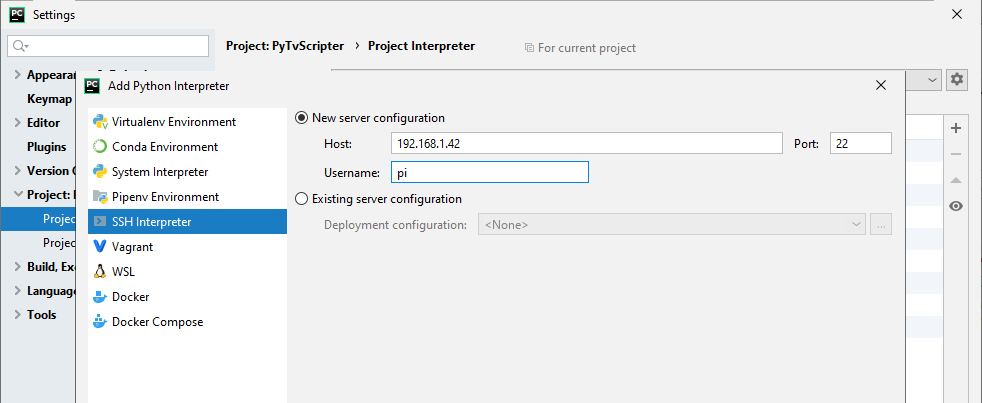 PC Settings
Project: PyTvScripter › Project Interpreter For current project
Appearan
PC Add Python Interpreter
Keymap
Editor
Plugins
Version C
Project: 
Projec
Projec
Build, Exe
Language
Tools
Virtualenv Environment
Conda Environment
System Interpreter
Pipenv Environment
SSH Interpreter
Vagrant
WSL
Docker
Docker Compose
New server configuration
Host: 192.168.1.42 Port: 22
Username: pi
Existing server configuration
Deployment configuration: <None> ...